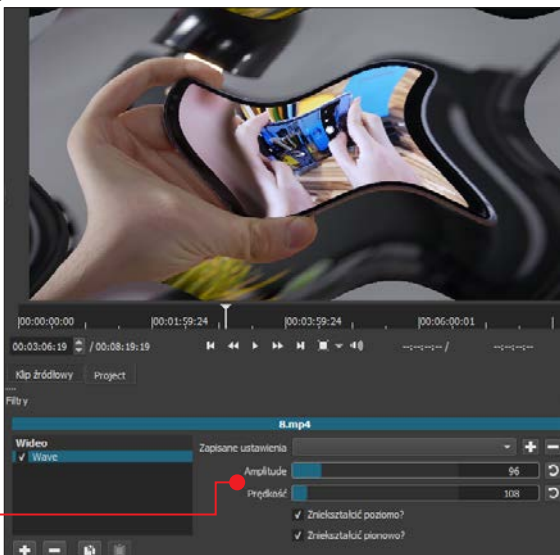 |00:00:00:00 |00:01:59:24 |00:03:59:24 |00:06:00:01
00:03:06:19 / 00:08:19:19 --:--:--:-- / --:--:--:--
Klip źródłowy Project
Filtry
8.mp4
Wideo
Wave
Zapisane ustawienia
Amplitude 96
Prędkość 108
Zniekształcić poziomo?
Zniekształcić pionowo?